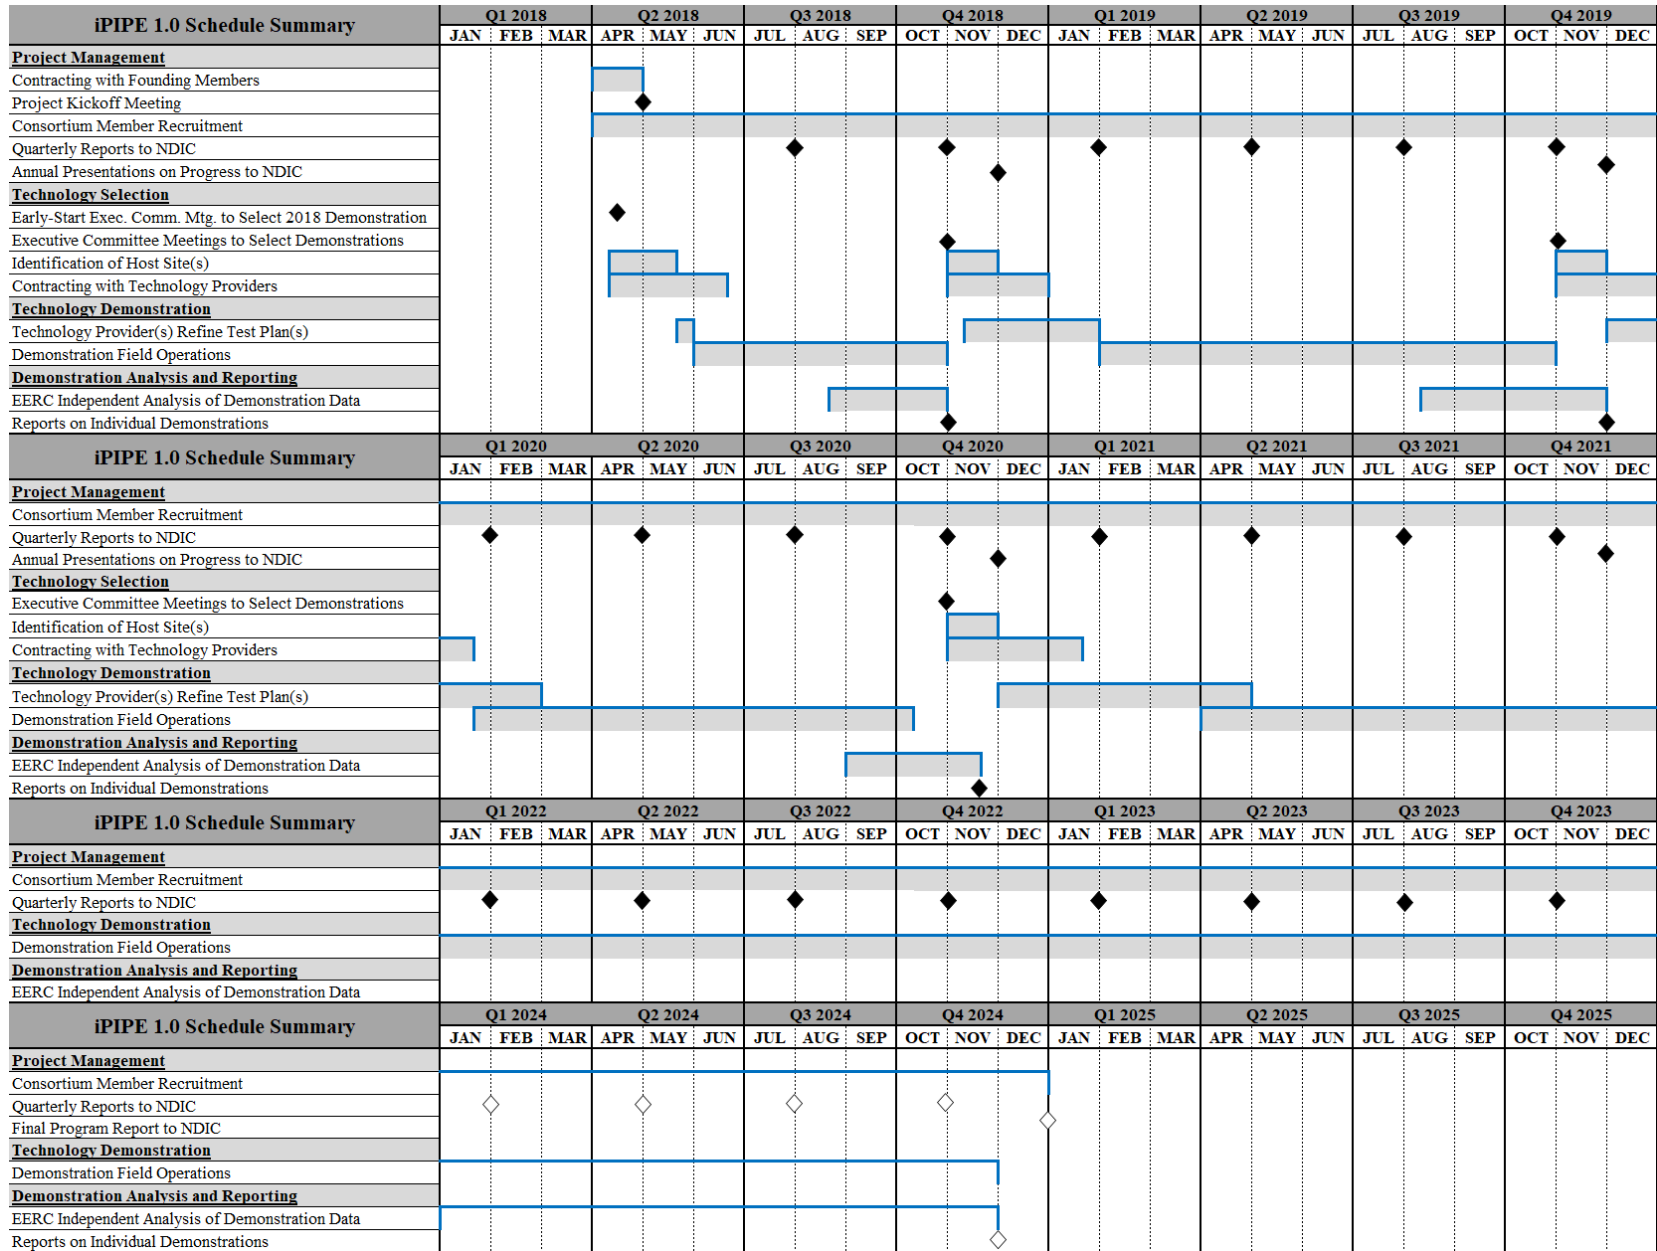 iPIPE 1.0 Schedule Summary
Q1 2018 Q2 2018 Q3 2018 Q4 2018 Q1 2019 Q2 2019 Q3 2019 Q4 2019
JAN FEB MAR APR MAY JUN JUL AUG SEP OCT NOV DEC JAN FEB MAR APR MAY JUN JUL AUG SEP OCT NOV DEC
Project Management
Contracting with Founding Members
Project Kickoff Meeting
Consortium Member Recruitment
Quarterly Reports to NDIC
Annual Presentations on Progress to NDIC
Technology Selection
Early-Start Exec. Comm. Mtg. to Select 2018 Demonstration
Executive Committee Meetings to Select Demonstrations
Identification of Host Site(s)
Contracting with Technology Providers
Technology Demonstration
Technology Provider(s) Refine Test Plan(s)
Demonstration Field Operations
Demonstration Analysis and Reporting
EERC Independent Analysis of Demonstration Data
Reports on Individual Demonstrations
iPIPE 1.0 Schedule Summary
Q1 2020 Q2 2020 Q3 2020 Q4 2020 Q1 2021 Q2 2021 Q3 2021 Q4 2021
JAN FEB MAR APR MAY JUN JUL AUG SEP OCT NOV DEC JAN FEB MAR APR MAY JUN JUL AUG SEP OCT NOV DEC
Project Management
Consortium Member Recruitment
Quarterly Reports to NDIC
Annual Presentations on Progress to NDIC
Technology Selection
Executive Committee Meetings to Select Demonstrations
Identification of Host Site(s)
Contracting with Technology Providers
Technology Demonstration
Technology Provider(s) Refine Test Plan(s)
Demonstration Field Operations
Demonstration Analysis and Reporting
EERC Independent Analysis of Demonstration Data
Reports on Individual Demonstrations
iPIPE 1.0 Schedule Summary
Q1 2022 Q2 2022 Q3 2022 Q4 2022 Q1 2023 Q2 2023 Q3 2023 Q4 2023
JAN FEB MAR APR MAY JUN JUL AUG SEP OCT NOV DEC JAN FEB MAR APR MAY JUN JUL AUG SEP OCT NOV DEC
Project Management
Consortium Member Recruitment
Quarterly Reports to NDIC
Technology Demonstration
Demonstration Field Operations
Demonstration Analysis and Reporting
EERC Independent Analysis of Demonstration Data
iPIPE 1.0 Schedule Summary
Q1 2024 Q2 2024 Q3 2024 Q4 2024 Q1 2025 Q2 2025 Q3 2025 Q4 2025
JAN FEB MAR APR MAY JUN JUL AUG SEP OCT NOV DEC JAN FEB MAR APR MAY JUN JUL AUG SEP OCT NOV DEC
Project Management
Consortium Member Recruitment
Quarterly Reports to NDIC
Final Program Report to NDIC
Technology Demonstration
Demonstration Field Operations
Demonstration Analysis and Reporting
EERC Independent Analysis of Demonstration Data
Reports on Individual Demonstrations